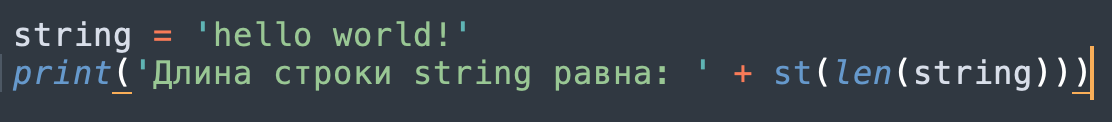 string = 'hello world!'
print('Длина строки string равна: ' + st(len(string)))